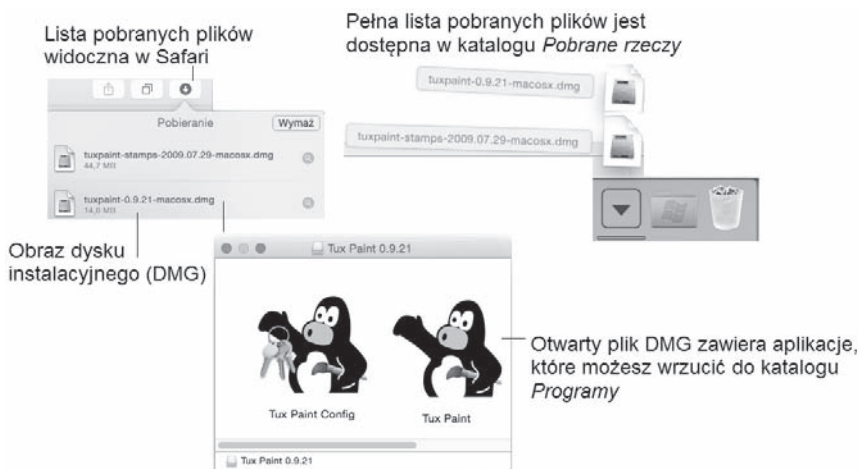 Lista pobranych plików
widoczna w Safari
Pełna lista pobranych plików jest
dostępna w katalogu Pobrane rzeczy
Pobieranie
Wymaż
tuxpaint-stamps-2009.07.29-macosx.dmg
44,7 MB
tuxpaint-0.9.21-macosx.dmg
14,6 MB
tuxpaint-0.9.21-macosx.dmg
tuxpaint-stamps-2009.07.29-macosx.dmg
Obraz dysku
instalacyjnego (DMG)
Tux Paint 0.9.21
Tux Paint Config
Tux Paint
Tux Paint 0.9.21
Otwarty plik DMG zawiera aplikacje,
które możesz wrzucić do katalogu
Programy